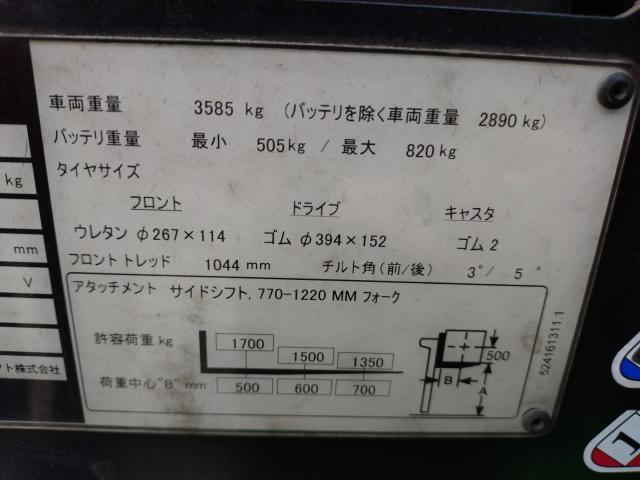 車両重量 3585 kg (バッテリを除く車両重量 2890 kg)
バッテリ重量 最小 505kg / 最大 820 kg
タイヤサイズ
フロント ドライブ キャスタ
ウレタン φ267×114 ゴム φ394×152 ゴム 2
フロント トレッド 1044 mm チルト角(前/後) 3°/ 5°
アタッチメント サイドシフト, 770-1220 MM フォーク
許容荷重 kg 1700 1500 1350
荷重中心"B" mm 500 600 700
500
B
A
524161311.1
kg
mm
V
フト株式会社
1